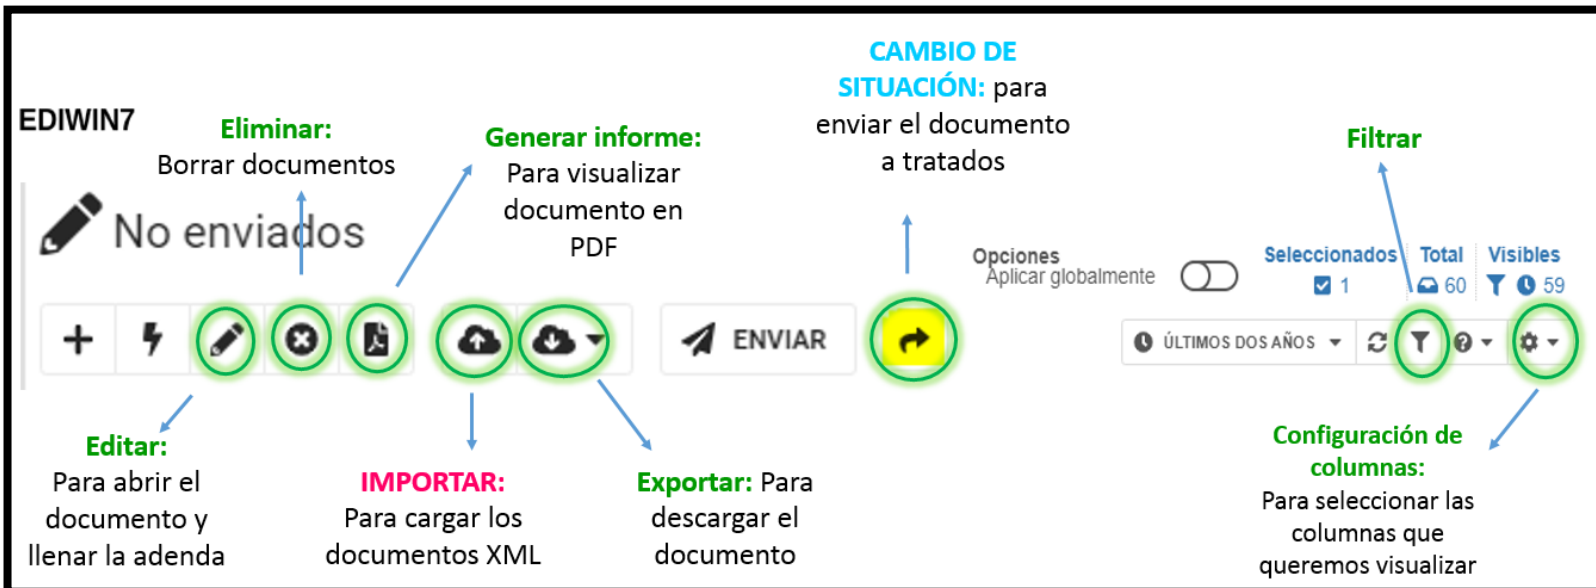 EDIWIN7
Eliminar:
Borrar documentos
Generar informe:
Para visualizar
documento en
PDF
CAMBIO DE
SITUACIÓN: para
enviar el documento
a tratados
Filtrar
No enviados
Opciones
Aplicar globalmente
Seleccionados
1
Total
60
Visibles
59
ENVIAR
ÚLTIMOS DOS AÑOS
Editar:
Para abrir el
documento y
llenar la adenda
IMPORTAR:
Para cargar los
documentos XML
Exportar: Para
descargar el
documento
Configuración de
columnas:
Para seleccionar las
columnas que
queremos visualizar